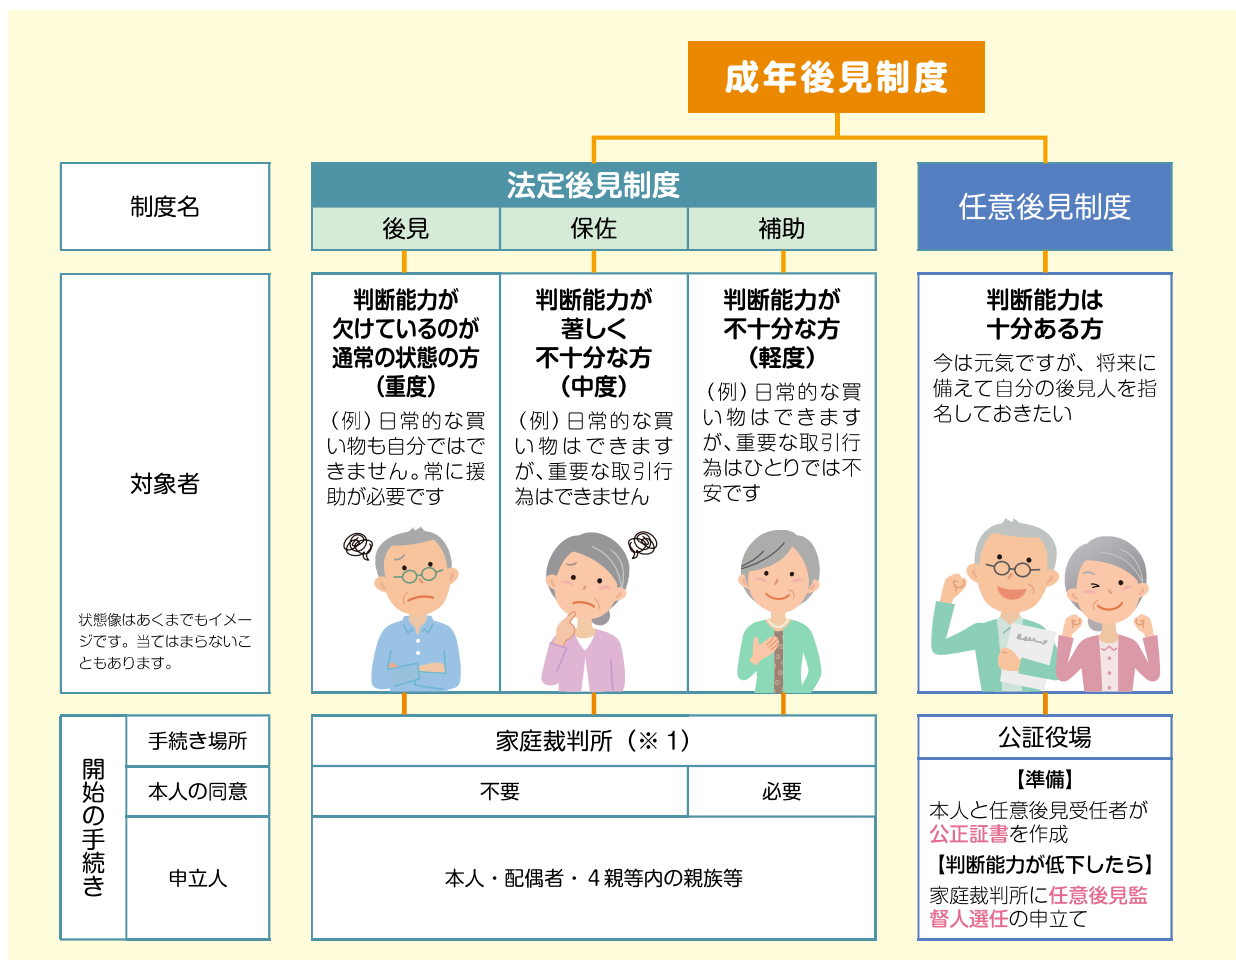 成年後見制度
制度名
法定後見制度
後見
保佐
補助
任意後見制度
対象者
状態像はあくまでもイメー
ジです。当てはまらないこ
ともあります。
判断能力が
欠けているのが
通常の状態の方
（重度）
（例）日常的な買
い物も自分ではで
きません。常に援
助が必要です
判断能力が
著しく
不十分な方
（中度）
（例）日常的な買
い物はできます
が、重要な取引行
為はできません
判断能力が
不十分な方
（軽度）
（例）日常的な買
い物はできます
が、重要な取引行
為はひとりでは不
安です
判断能力は
十分ある方
今は元気ですが、将来に
備えて自分の後見人を指
名しておきたい
開始の手続き
手続き場所
家庭裁判所（※１）
本人の同意
不要
必要
申立人
本人・配偶者・４親等内の親族等
公証役場
【準備】
本人と任意後見受任者が
公正証書を作成
【判断能力が低下したら】
家庭裁判所に任意後見監
督人選任の申立て